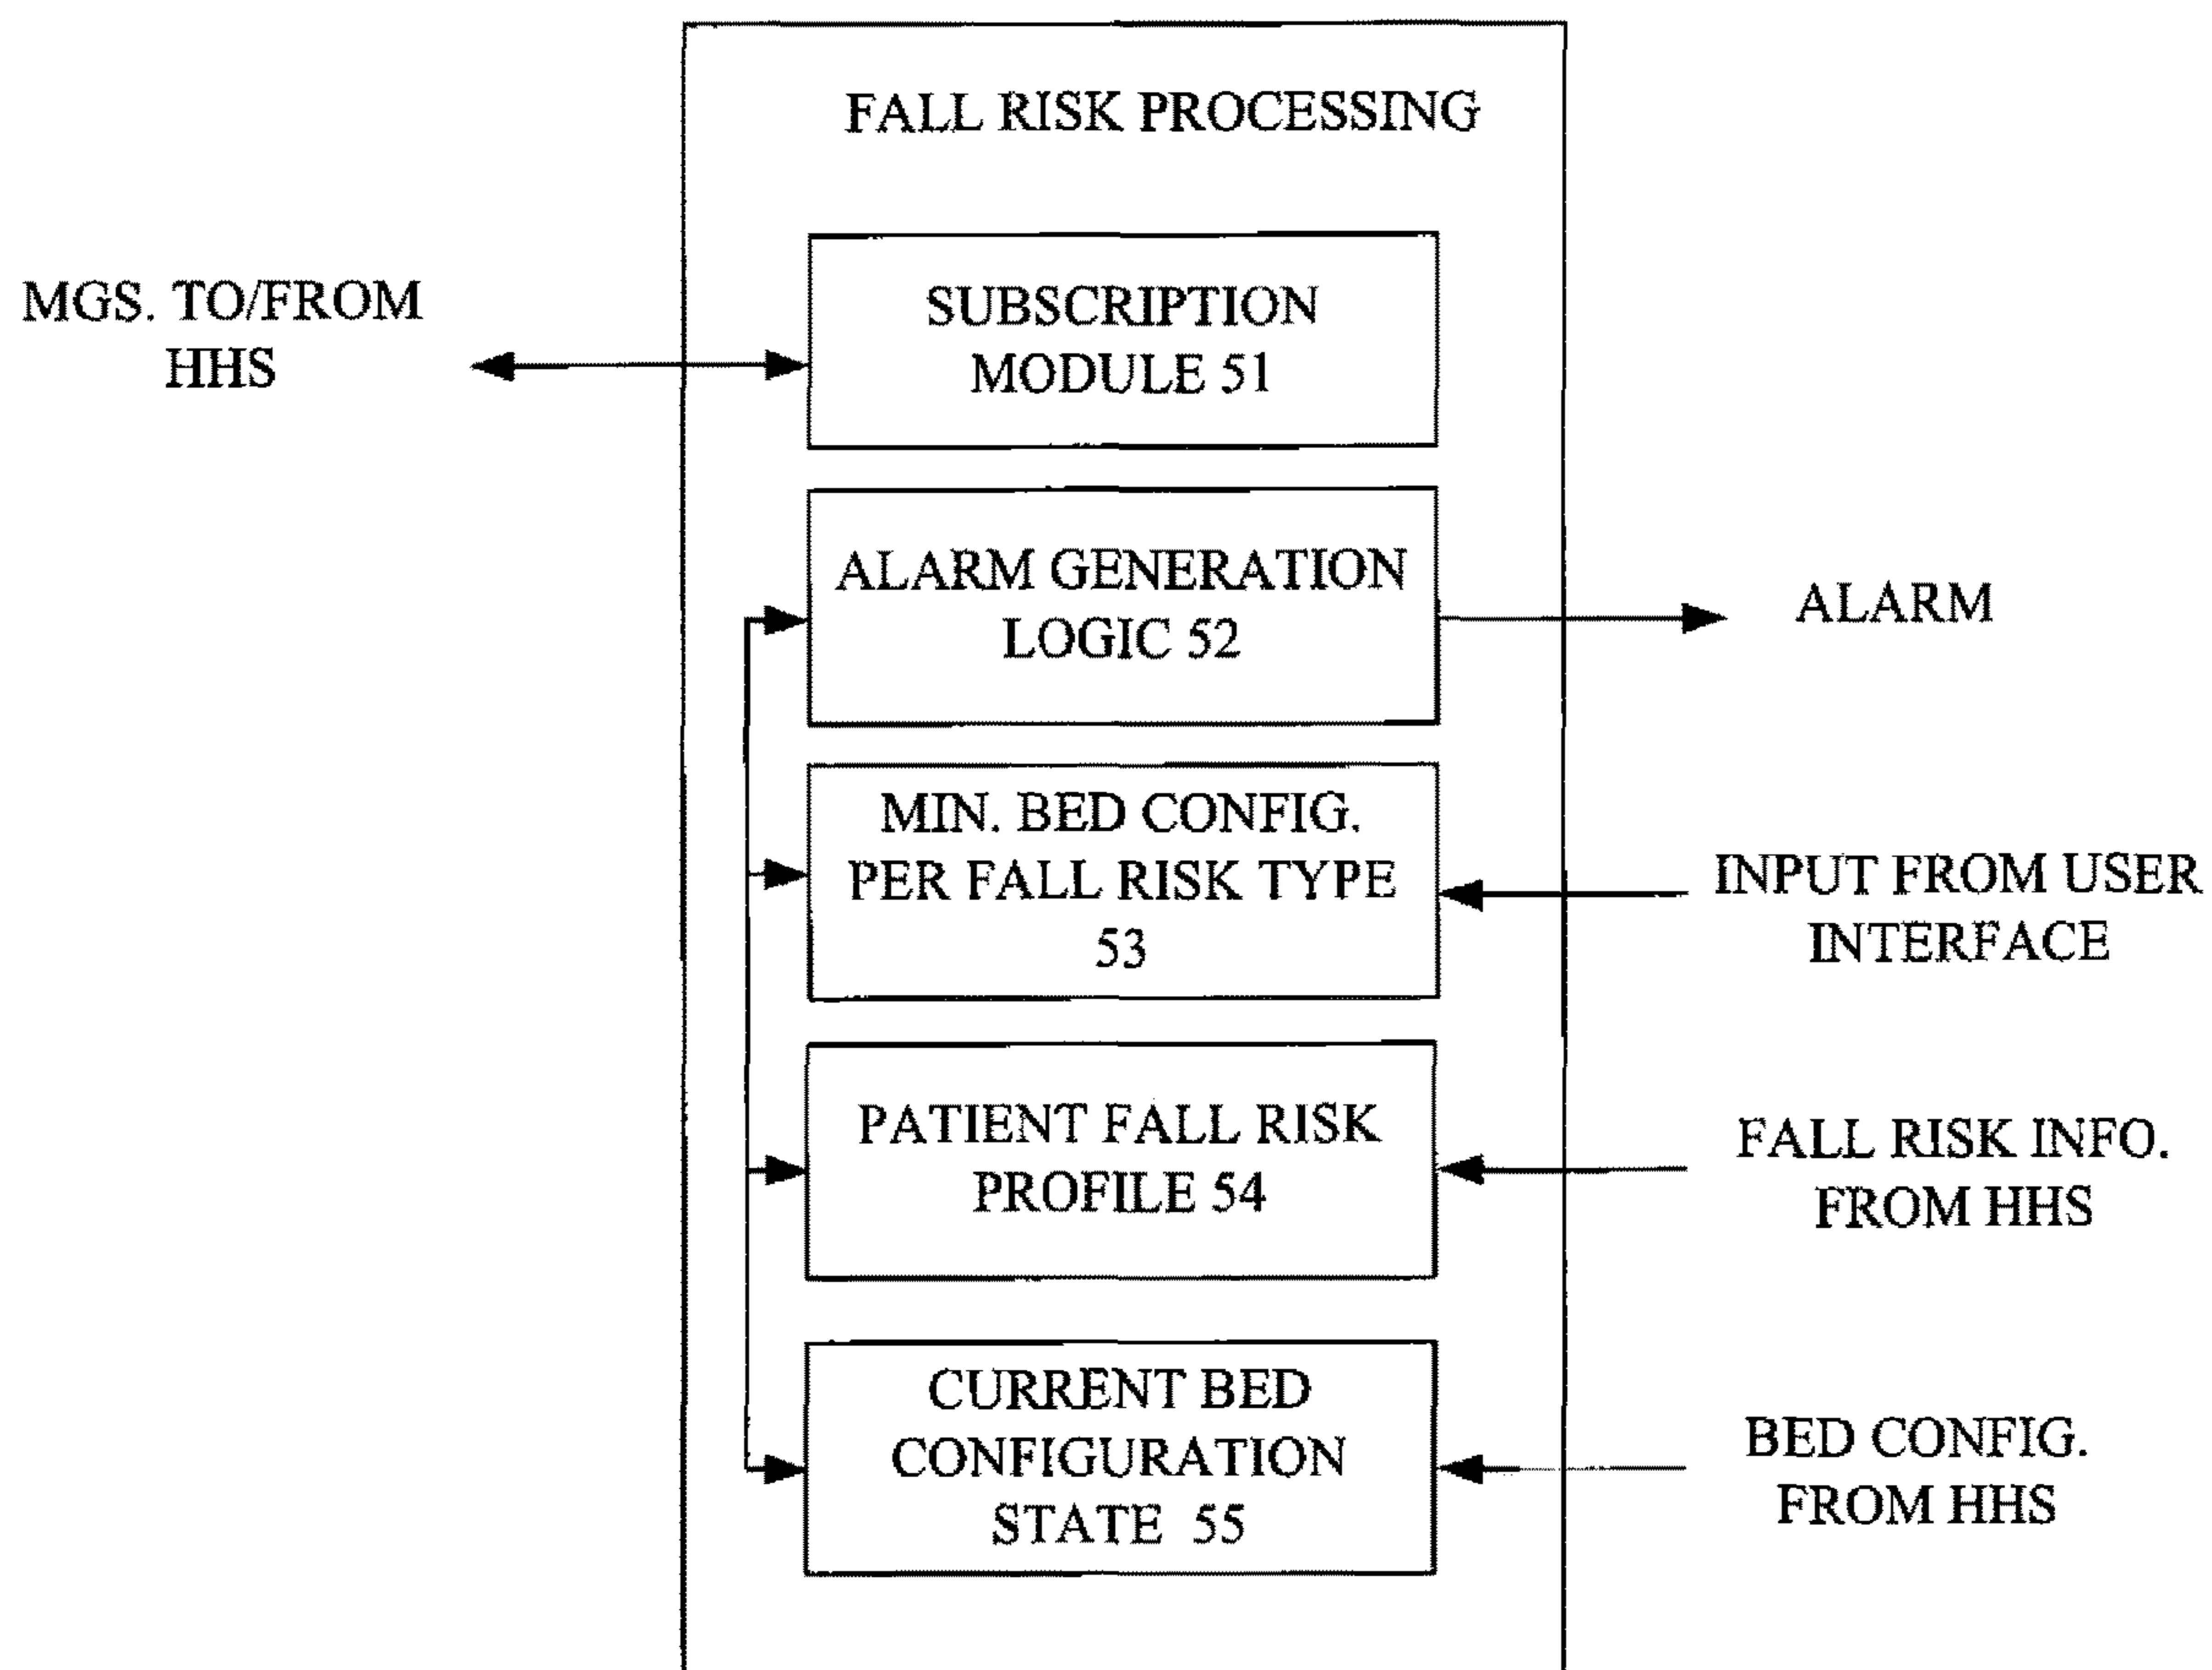 FALL RISK PROCESSING
MGS. TO/FROM
HHS
SUBSCRIPTION
MODULE 51
ALARM GENERATION
LOGIC 52
ALARM
MIN. BED CONFIG.
PER FALL RISK TYPE
53
INPUT FROM USER
INTERFACE
PATIENT FALL RISK
PROFILE 54
FALL RISK INFO.
FROM HHS
CURRENT BED
CONFIGURATION
STATE 55
BED CONFIG.
FROM HHS